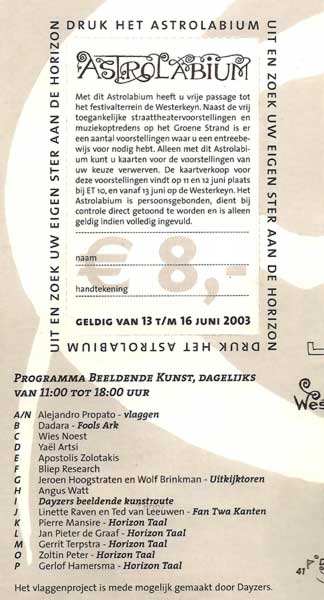 DRUK HET ASTROLABIUM
UIT EN ZOEK UW EIGEN STER AAN DE HORIZON
ASTROLABIUM
Met dit Astrolabium heeft u vrije passage tot
het festivalterrein de Westerkeyn. Naast de vrij
toegankelijke straattheatervoorstellingen en
muziekoptredens op het Groene Strand is er
een aantal voorstellingen waar u een entreebe-
wijs voor nodig hebt. Alleen met dit Astrolabi-
um kunt u kaarten voor de voorstellingen van
uw keuze verwerven. De kaartverkoop voor
deze voorstellingen vindt op 11 en 12 juni plaats
bij ET 10, en vanaf 13 juni op de Westerkeyn. Het
Astrolabium is persoonsgebonden, dient bij
controle direct getoond te worden en is alleen
geldig indien volledig ingevuld.
naam
€ 8,-
handtekening
GELDIG VAN 13 T/M 16 JUNI 2003
DRUK HET ASTROLABIUM
UIT EN ZOEK UW EIGEN STER AAN DE HORIZON
PROGRAMMA BEELDENDE KUNST, DAGELIJKS
VAN 11:00 TOT 18:00 UUR
A/N Alejandro Propato - vlaggen
B Dadara - Fools Ark
C Wies Noest
D Yaël Artsi
E Apostolis Zolotakis
F Bliep Research
G Jeroen Hoogstraten en Wolf Brinkman - Uitkijktoren
H Angus Watt
I Dayzers beeldende kunstroute
J Linette Raven en Ted van Leeuwen - Fan Twa Kanten
K Pierre Mansire - Horizon Taal
L Jan Pieter de Graaf - Horizon Taal
M Gerrit Terpstra - Horizon Taal
O Zoltin Peter - Horizon Taal
P Gerlof Hamersma - Horizon Taal
Het vlaggenproject is mede mogelijk gemaakt door Dayzers.
Wes
41